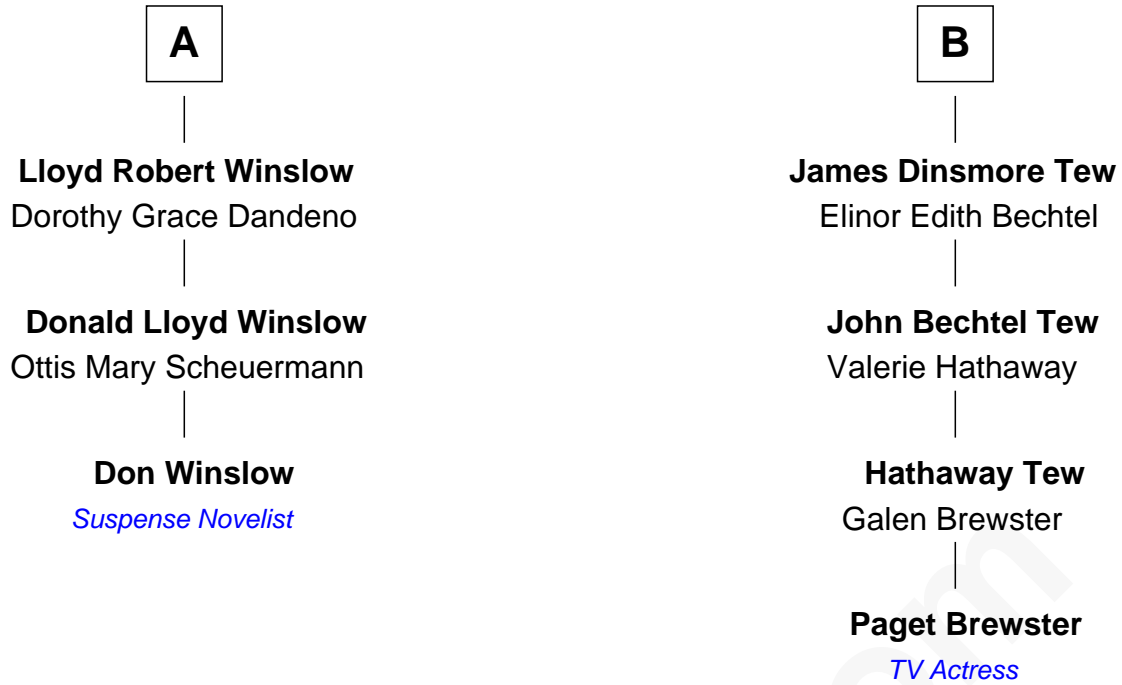 A
Lloyd Robert Winslow
Dorothy Grace Dandeno
Donald Lloyd Winslow
Ottis Mary Scheuermann
Don Winslow
Suspense Novelist
B
James Dinsmore Tew
Elinor Edith Bechtel
John Bechtel Tew
Valerie Hathaway
Hathaway Tew
Galen Brewster
Paget Brewster
TV Actress